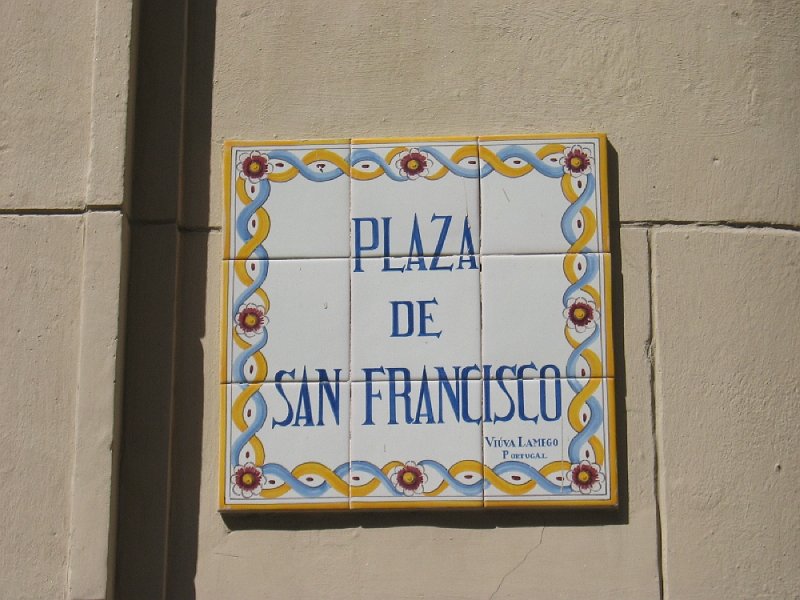 PLAZA
DE
SAN FRANCISCO
VIÚVA LAMEGO
PORTUGAL